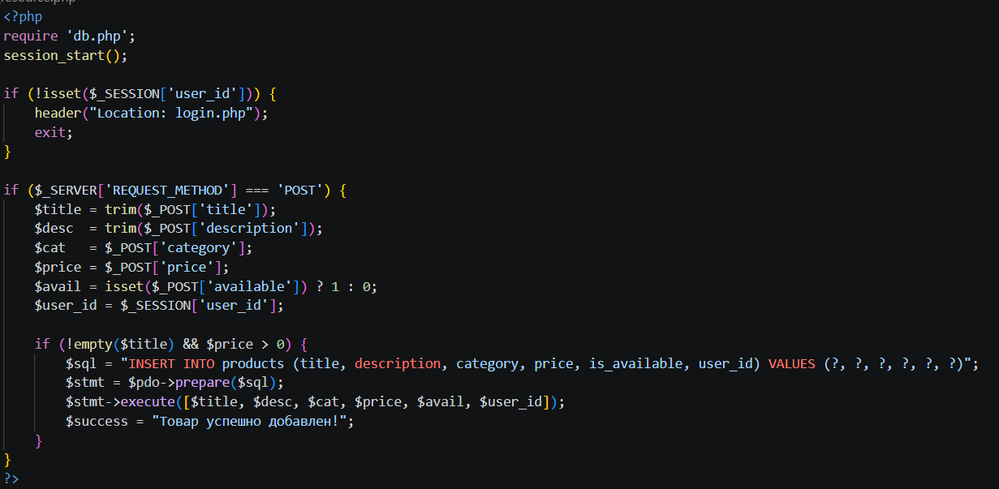 resource.php
<?php
require 'db.php';
session_start();
if (!isset($_SESSION['user_id'])) {
header("Location: login.php");
exit;
}
if ($_SERVER['REQUEST_METHOD'] === 'POST') {
$title = trim($_POST['title']);
$desc  = trim($_POST['description']);
$cat   = $_POST['category'];
$price = $_POST['price'];
$avail = isset($_POST['available']) ? 1 : 0;
$user_id = $_SESSION['user_id'];
if (!empty($title) && $price > 0) {
$sql = "INSERT INTO products (title, description, category, price, is_available, user_id) VALUES (?, ?, ?, ?, ?, ?)";
$stmt = $pdo->prepare($sql);
$stmt->execute([$title, $desc, $cat, $price, $avail, $user_id]);
$success = "Товар успешно добавлен!";
}
}
?>